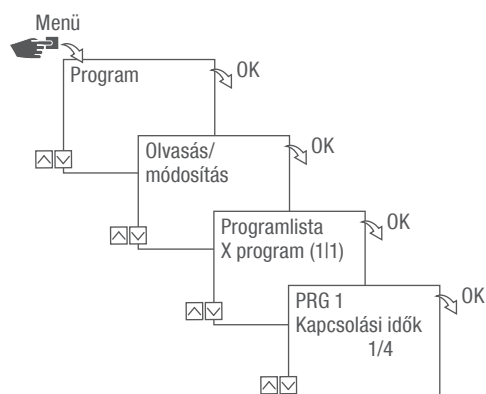 Menü
Program
OK
Olvasás/
módosítás
OK
Programlista
X program (1|1)
OK
PRG 1
Kapcsolási idők
1/4
OK